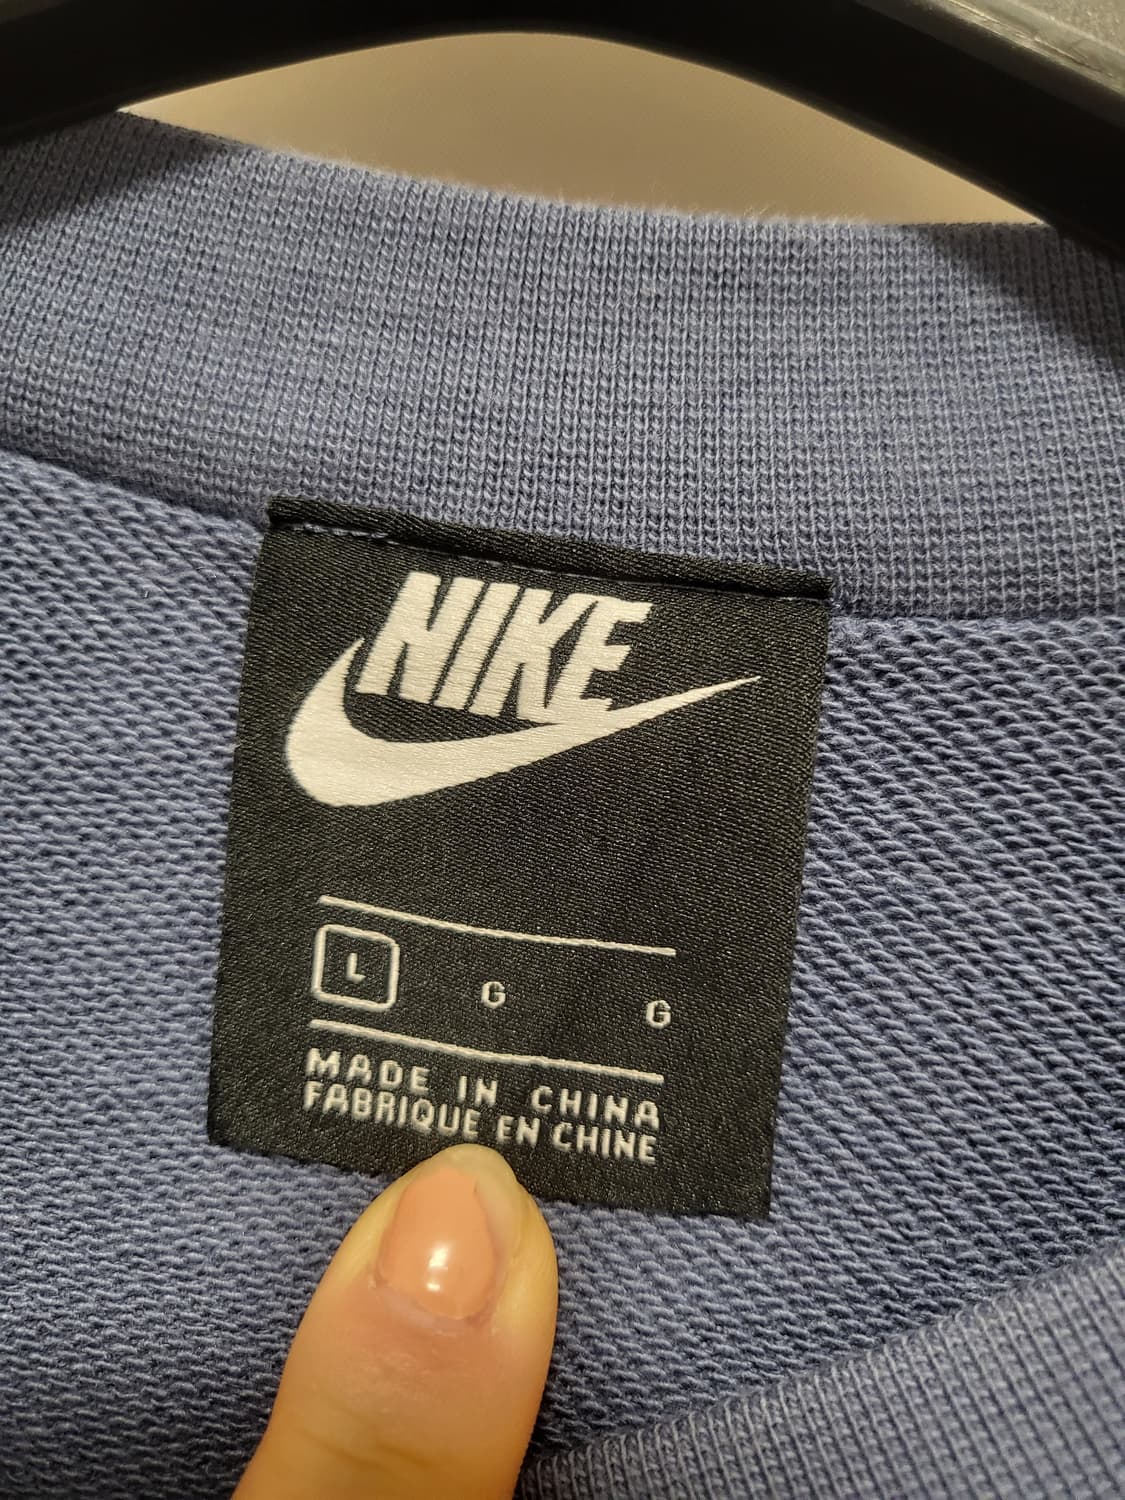 NIKE
L G G
MADE IN CHINA
FABRIQUE EN CHINE